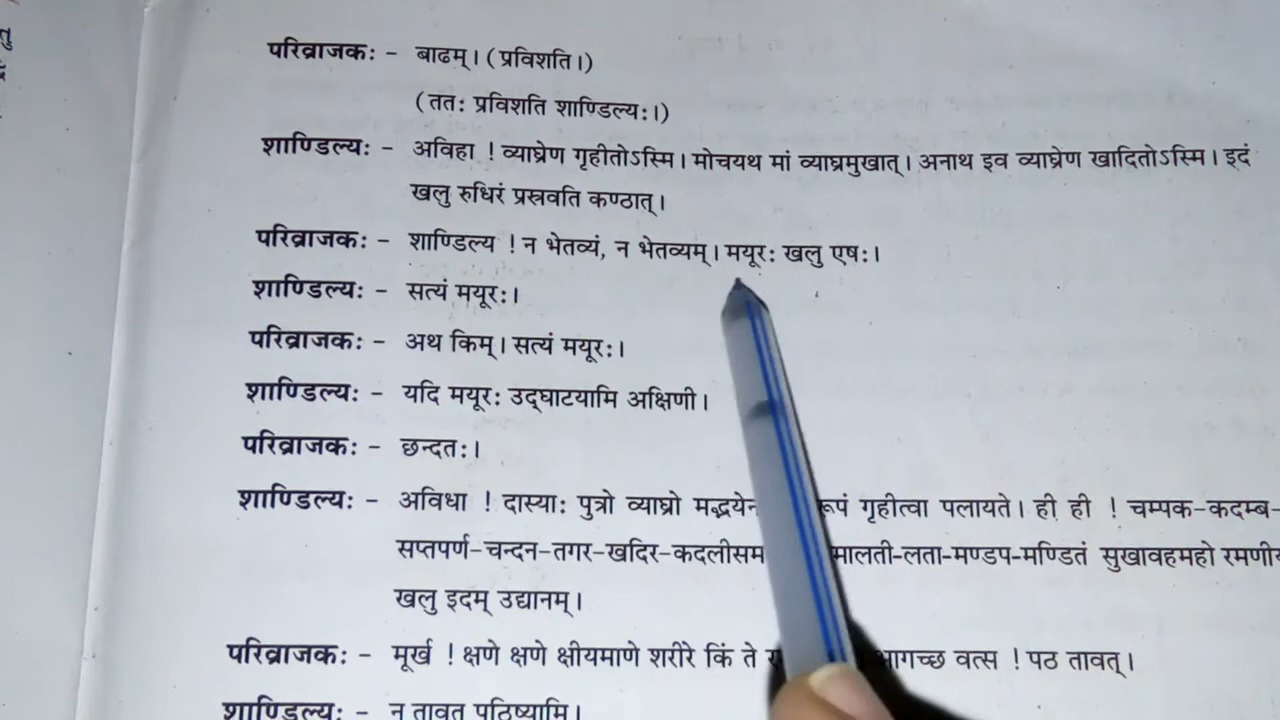 तु
परिव्राजकः - बाढम्। (प्रविशति।)
(ततः प्रविशति शाण्डिल्यः।)
शाण्डिल्यः - अविहा ! व्याघ्रेण गृहीतोऽस्मि। मोचयथ मां व्याघ्रमुखात्। अनाथ इव व्याघ्रेण खादितोऽस्मि। इदं
खलु रुधिरं प्रस्रवति कण्ठात्।
परिव्राजकः - शाण्डिल्य ! न भेतव्यं, न भेतव्यम्। मयूरः खलु एषः।
शाण्डिल्यः - सत्यं मयूरः।
परिव्राजकः - अथ किम्। सत्यं मयूरः।
शाण्डिल्यः - यदि मयूरः उद्घाटयामि अक्षिणी।
परिव्राजकः - छन्दतः।
शाण्डिल्यः - अविधा ! दास्याः पुत्रो व्याघ्रो मद्भयेन रूपं गृहीत्वा पलायते। ही ही ! चम्पक-कदम्ब-
सप्तपर्ण-चन्दन-तगर-खदिर-कदलीसम मालती-लता-मण्डप-मण्डितं सुखावहमहो रमणीय
खलु इदम् उद्यानम्।
परिव्राजकः - मूर्ख ! क्षणे क्षणे क्षीयमाणे शरीरे किं ते आगच्छ वत्स ! पठ तावत्।
शाण्डिल्यः - न तावत् पठिष्यामि।